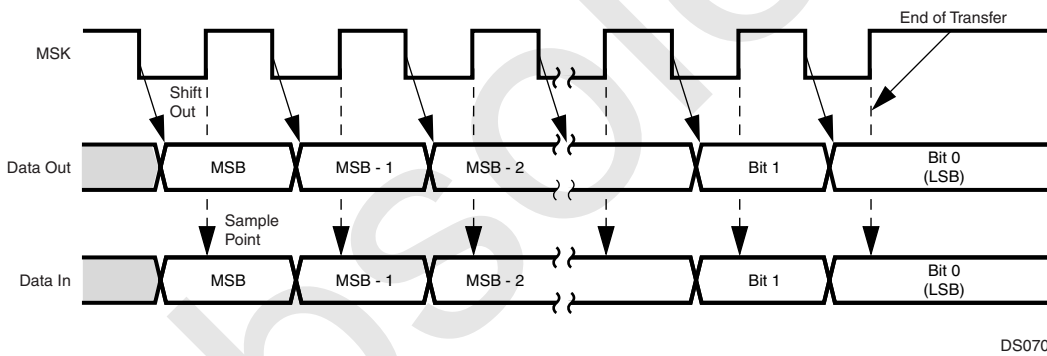 End of Transfer
MSK
Shift
Out
Data Out
MSB
MSB - 1
MSB - 2
Bit 1
Bit 0
(LSB)
Sample
Point
Data In
MSB
MSB - 1
MSB - 2
Bit 1
Bit 0
(LSB)
DS070